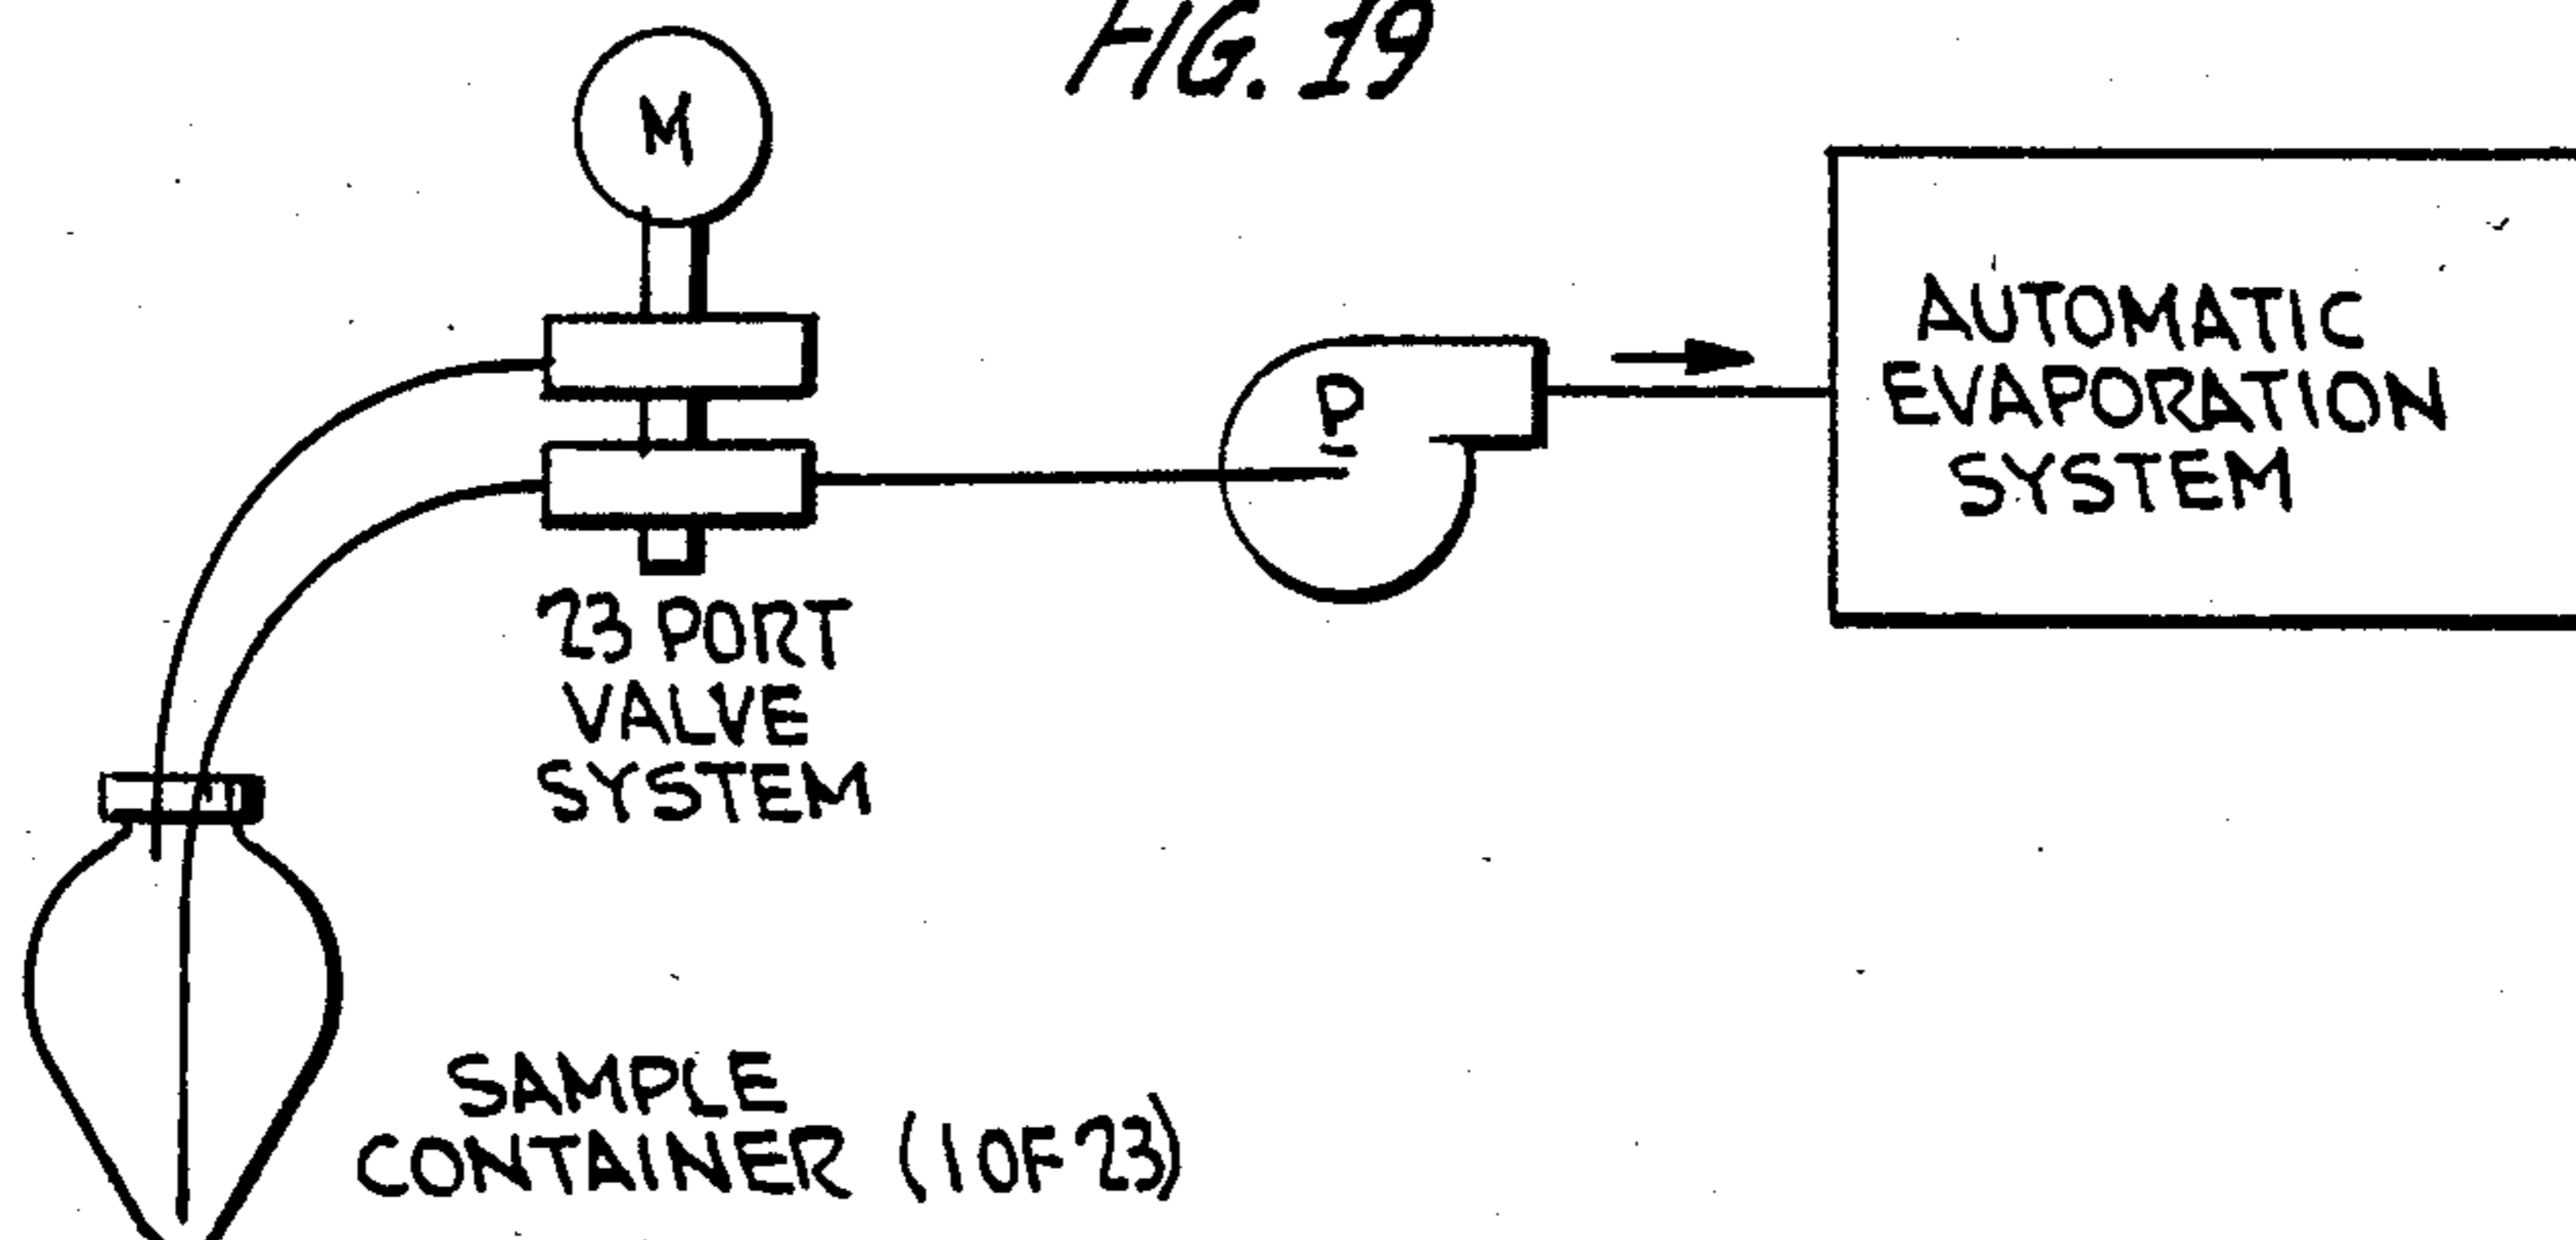 FIG. 19
M
P
AUTOMATIC
EVAPORATION
SYSTEM
23 PORT
VALVE
SYSTEM
SAMPLE
CONTAINER (1 OF 23)